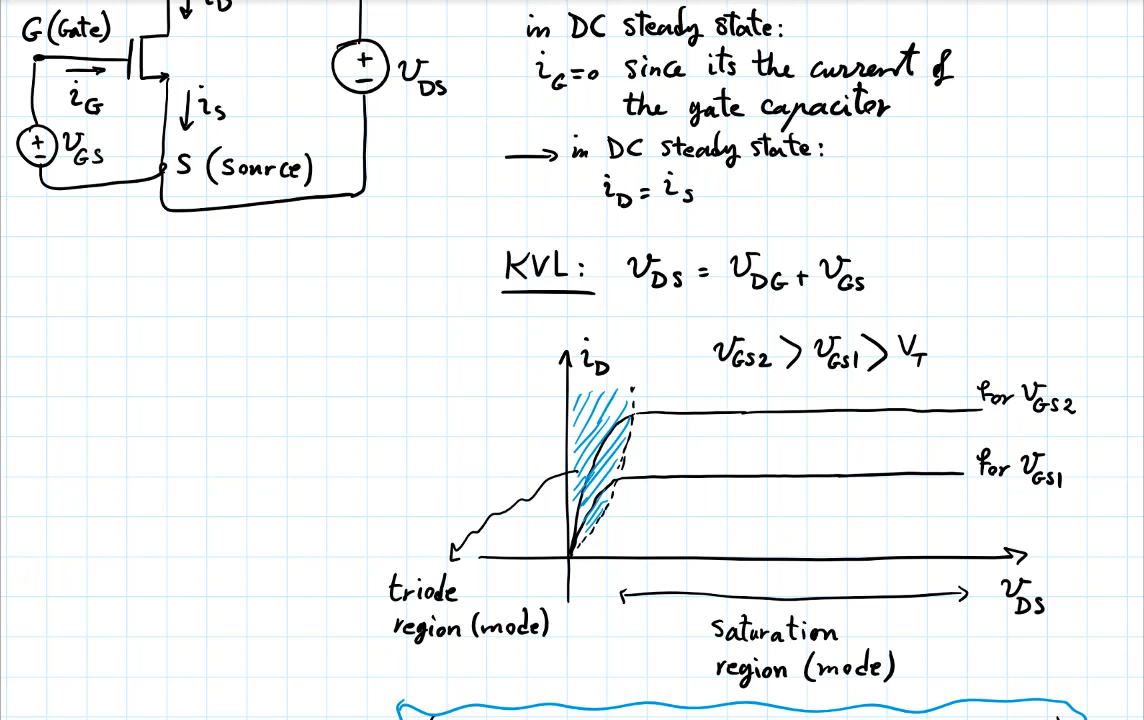 i_D
G (Gate)
i_G
v_GS
i_S
S (Source)
+
−
v_DS
in DC steady state:
i_G=0 since its the current of
the gate capacitor
→ in DC steady state:
i_D = i_S
KVL: v_DS = v_DG + v_GS
i_D
v_GS2 > v_GS1 > V_T
for v_GS2
for v_GS1
v_DS
triode
region (mode)
saturation
region (mode)